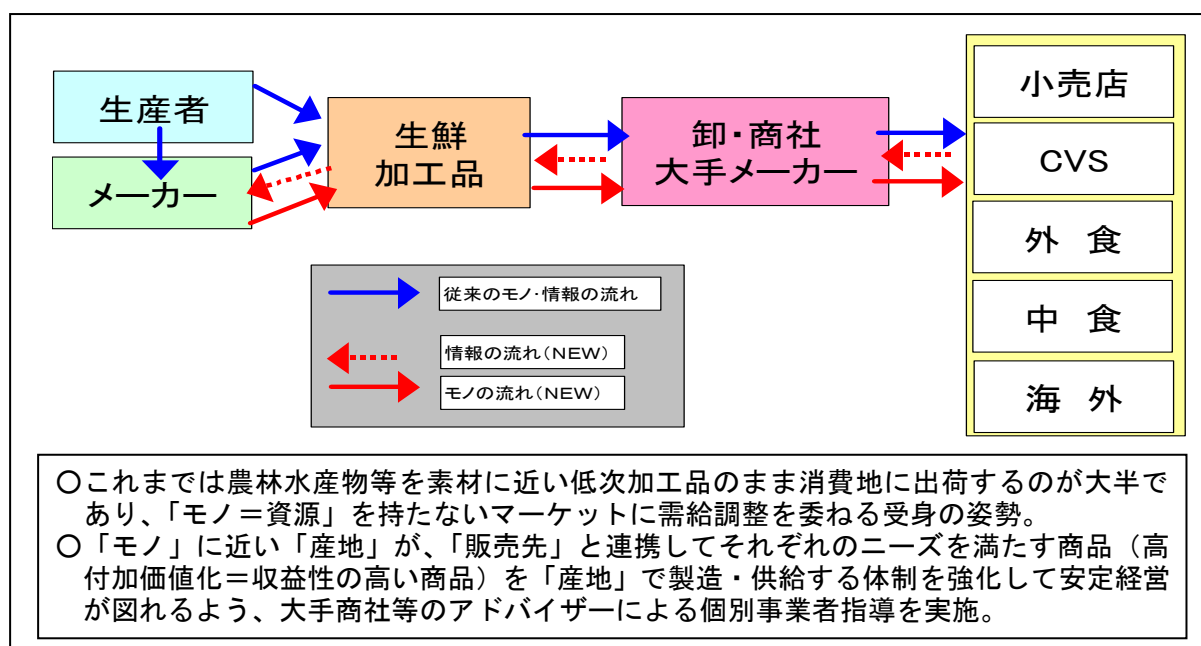 生産者
メーカー
生鮮
加工品
卸・商社
大手メーカー
小売店
CVS
外 食
中 食
海 外
従来のモノ・情報の流れ
情報の流れ(NEW)
モノの流れ(NEW)
〇これまでは農林水産物等を素材に近い低次加工品のまま消費地に出荷するのが大半で
あり、「モノ＝資源」を持たないマーケットに需給調整を委ねる受身の姿勢。
〇「モノ」に近い「産地」が、「販売先」と連携してそれぞれのニーズを満たす商品（高
付加価値化＝収益性の高い商品）を「産地」で製造・供給する体制を強化して安定経営
が図れるよう、大手商社等のアドバイザーによる個別事業者指導を実施。